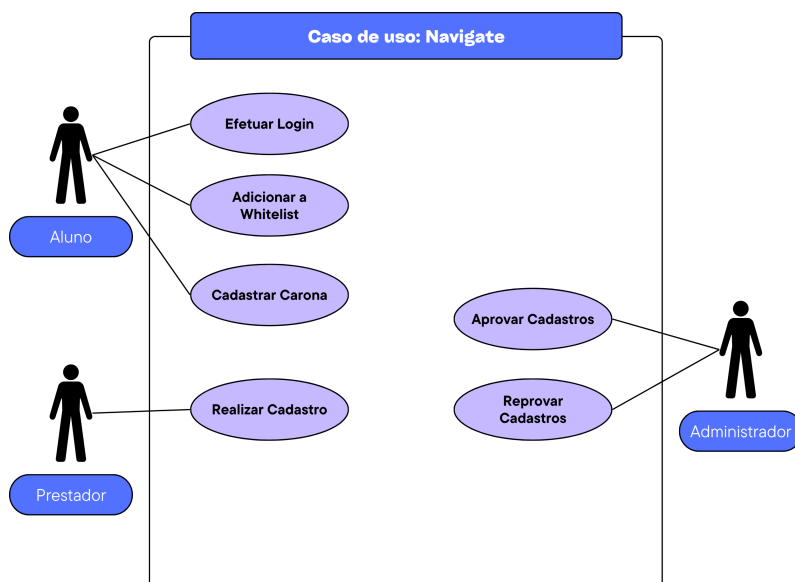 Caso de uso: Navigate
Efetuar Login
Adicionar a
Whitelist
Aluno
Cadastrar Carona
Aprovar Cadastros
Realizar Cadastro
Reprovar
Cadastros
Administrador
Prestador